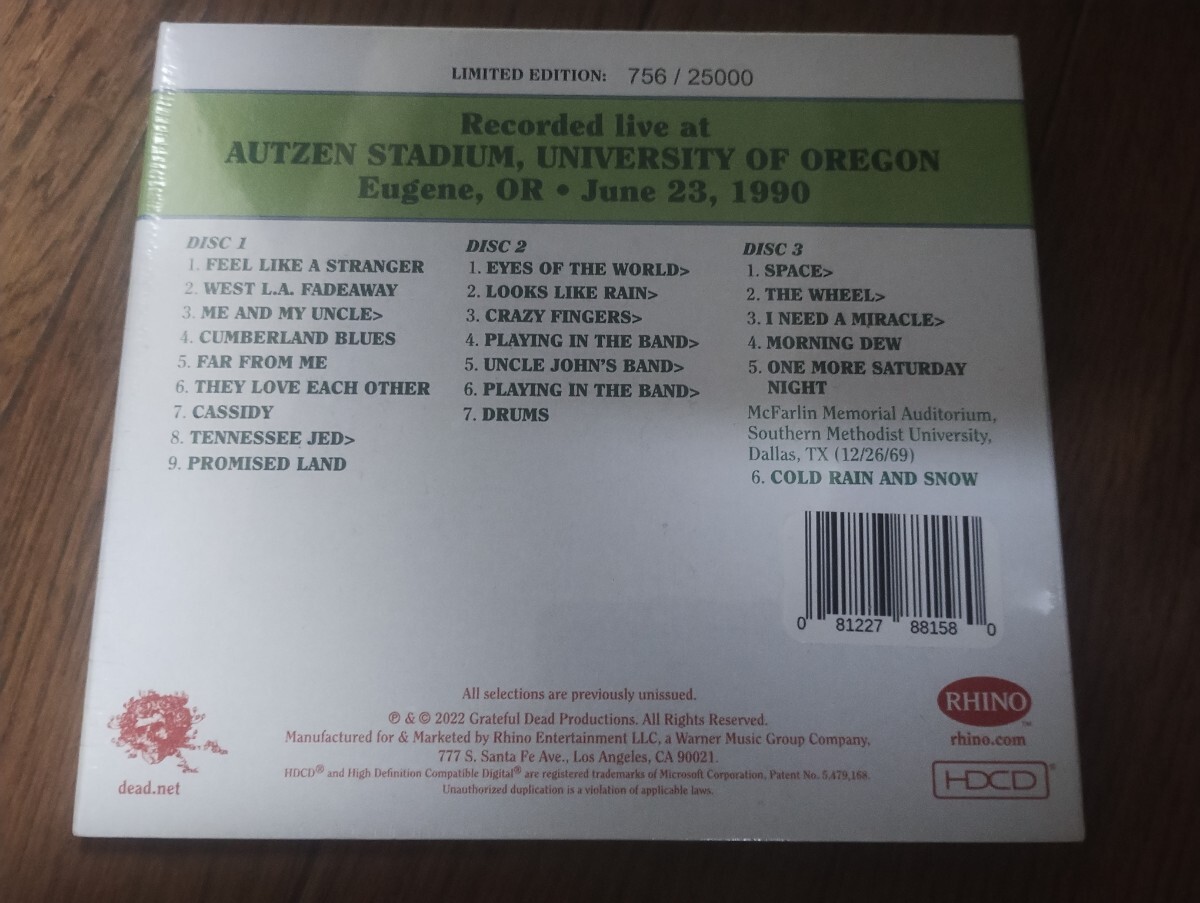 LIMITED EDITION: 756 / 25000
Recorded live at
AUTZEN STADIUM, UNIVERSITY OF OREGON
Eugene, OR • June 23, 1990
DISC 1
1. FEEL LIKE A STRANGER
2. WEST L.A. FADEAWAY
3. ME AND MY UNCLE>
4. CUMBERLAND BLUES
5. FAR FROM ME
6. THEY LOVE EACH OTHER
7. CASSIDY
8. TENNESSEE JED>
9. PROMISED LAND
DISC 2
1. EYES OF THE WORLD>
2. LOOKS LIKE RAIN>
3. CRAZY FINGERS>
4. PLAYING IN THE BAND>
5. UNCLE JOHN'S BAND>
6. PLAYING IN THE BAND>
7. DRUMS
DISC 3
1. SPACE>
2. THE WHEEL>
3. I NEED A MIRACLE>
4. MORNING DEW
5. ONE MORE SATURDAY
NIGHT
McFarlin Memorial Auditorium,
Southern Methodist University,
Dallas, TX (12/26/69)
6. COLD RAIN AND SNOW
0 81227 88158 0
All selections are previously unissued.
℗ & © 2022 Grateful Dead Productions. All Rights Reserved.
Manufactured for & Marketed by Rhino Entertainment LLC, a Warner Music Group Company,
777 S. Santa Fe Ave., Los Angeles, CA 90021.
HDCD® and High Definition Compatible Digital® are registered trademarks of Microsoft Corporation, Patent No. 5,479,168.
Unauthorized duplication is a violation of applicable laws.
dead.net
RHINO™
rhino.com
HDCD®